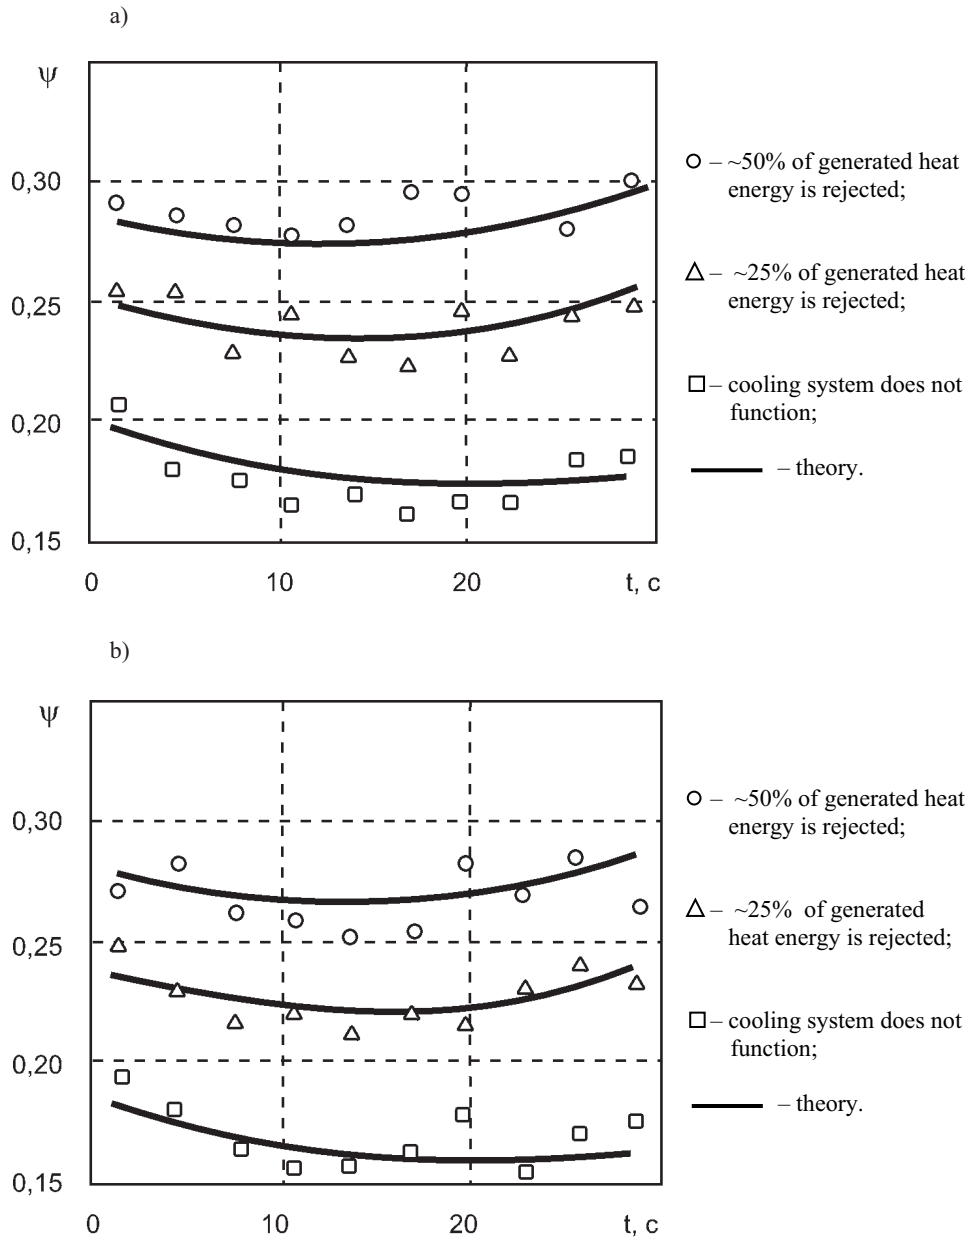 a)
ψ
0,30
0,25
0,20
0,15
0
10
20
t, c
– ~50% of generated heat
energy is rejected;
– ~25% of generated heat
energy is rejected;
– cooling system does not
function;
– theory.
b)
ψ
0,30
0,25
0,20
0,15
0
10
20
t, c
– ~50% of generated heat
energy is rejected;
– ~25% of generated
heat energy is rejected;
– cooling system does not
function;
– theory.